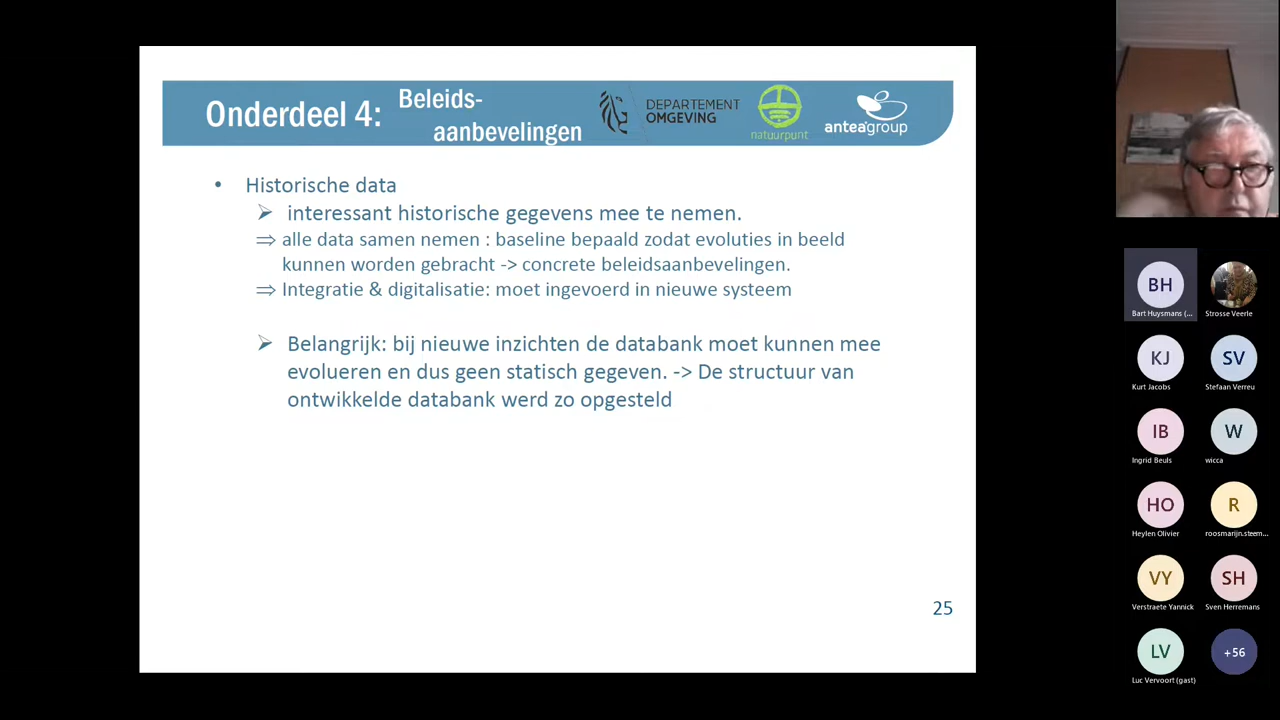 Onderdeel 4:
Beleids-
aanbevelingen
DEPARTEMENT
OMGEVING
natuurpunt
anteagroup
• Historische data
➢ interessant historische gegevens mee te nemen.
⇒ alle data samen nemen : baseline bepaald zodat evoluties in beeld
kunnen worden gebracht -> concrete beleidsaanbevelingen.
⇒ Integratie & digitalisatie: moet ingevoerd in nieuwe systeem
➢ Belangrijk: bij nieuwe inzichten de databank moet kunnen mee
evolueren en dus geen statisch gegeven. -> De structuur van
ontwikkelde databank werd zo opgesteld
25
BH
Bart Huysmans (...
Strosse Veerle
KJ
SV
Kurt Jacobs
Stefaan Verreu
IB
W
Ingrid Beuls
wicca
HO
R
Heylen Olivier
roosmarijn.steem...
VY
SH
Verstraete Yannick
Sven Herremans
LV
+56
Luc Vervoort (gast)